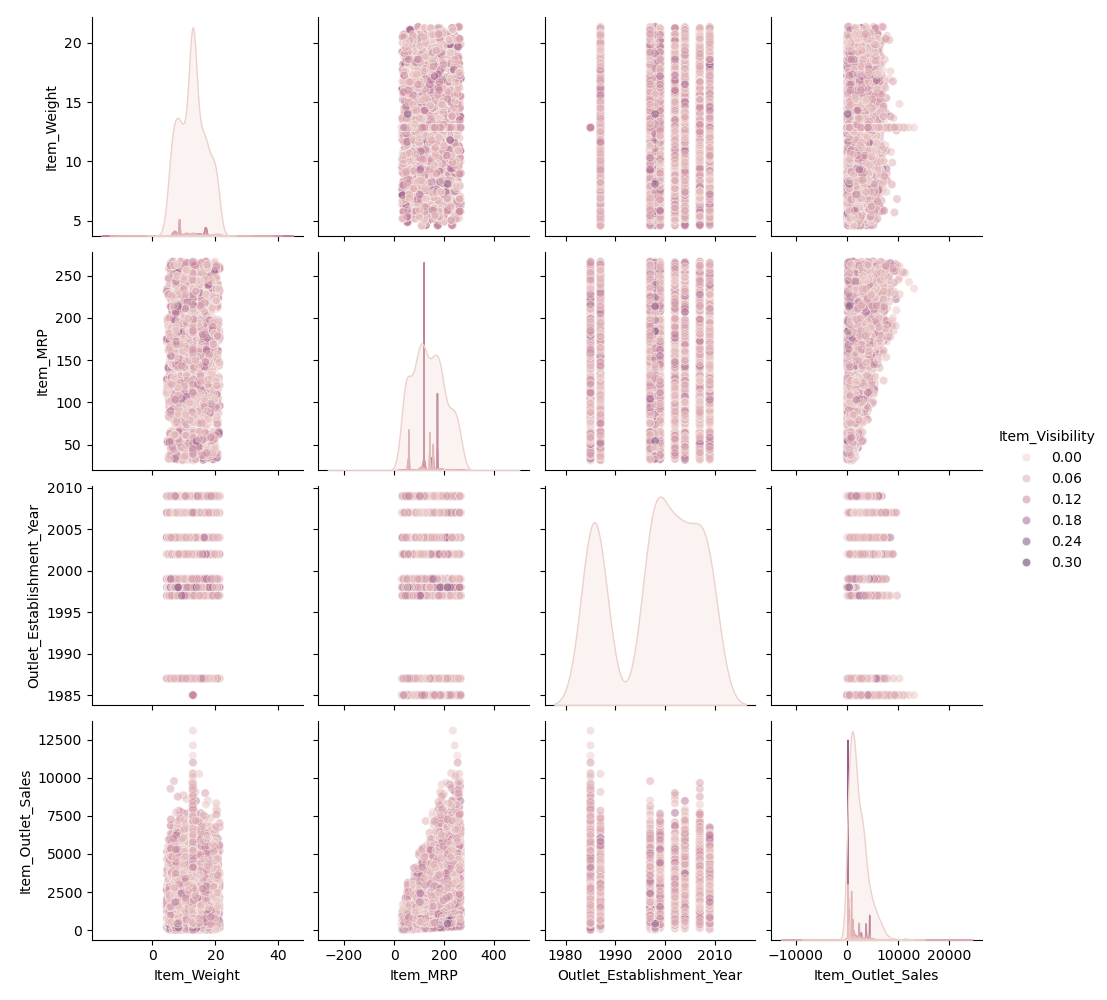 20
15
10
5
Item_Weight
250
200
150
100
50
Item_MRP
2010
2005
2000
1995
1990
1985
Outlet_Establishment_Year
12500
10000
7500
5000
2500
0
Item_Outlet_Sales
0 20 40
Item_Weight
−200 0 200 400
Item_MRP
1980 1990 2000 2010
Outlet_Establishment_Year
−10000 0 10000 20000
Item_Outlet_Sales
Item_Visibility
0.00
0.06
0.12
0.18
0.24
0.30